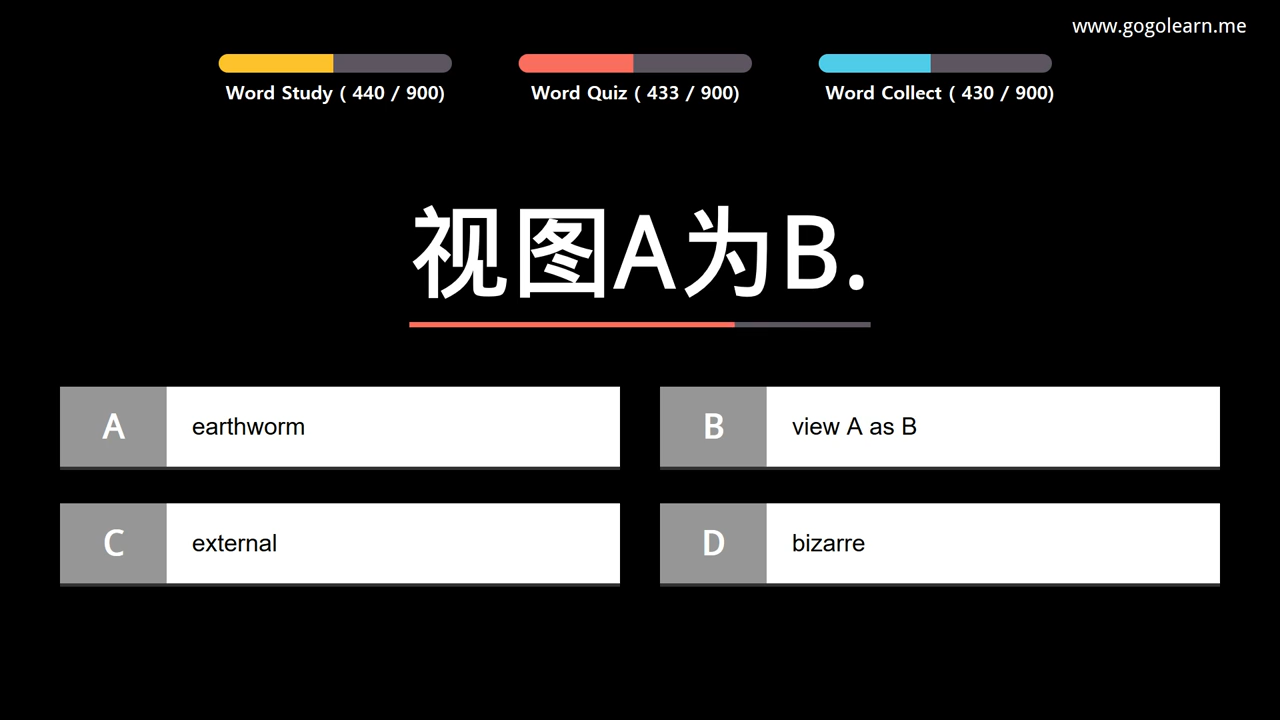 www.gogolearn.me
Word Study ( 440 / 900)
Word Quiz ( 433 / 900)
Word Collect ( 430 / 900)
视图A为B.
A earthworm
B view A as B
C external
D bizarre